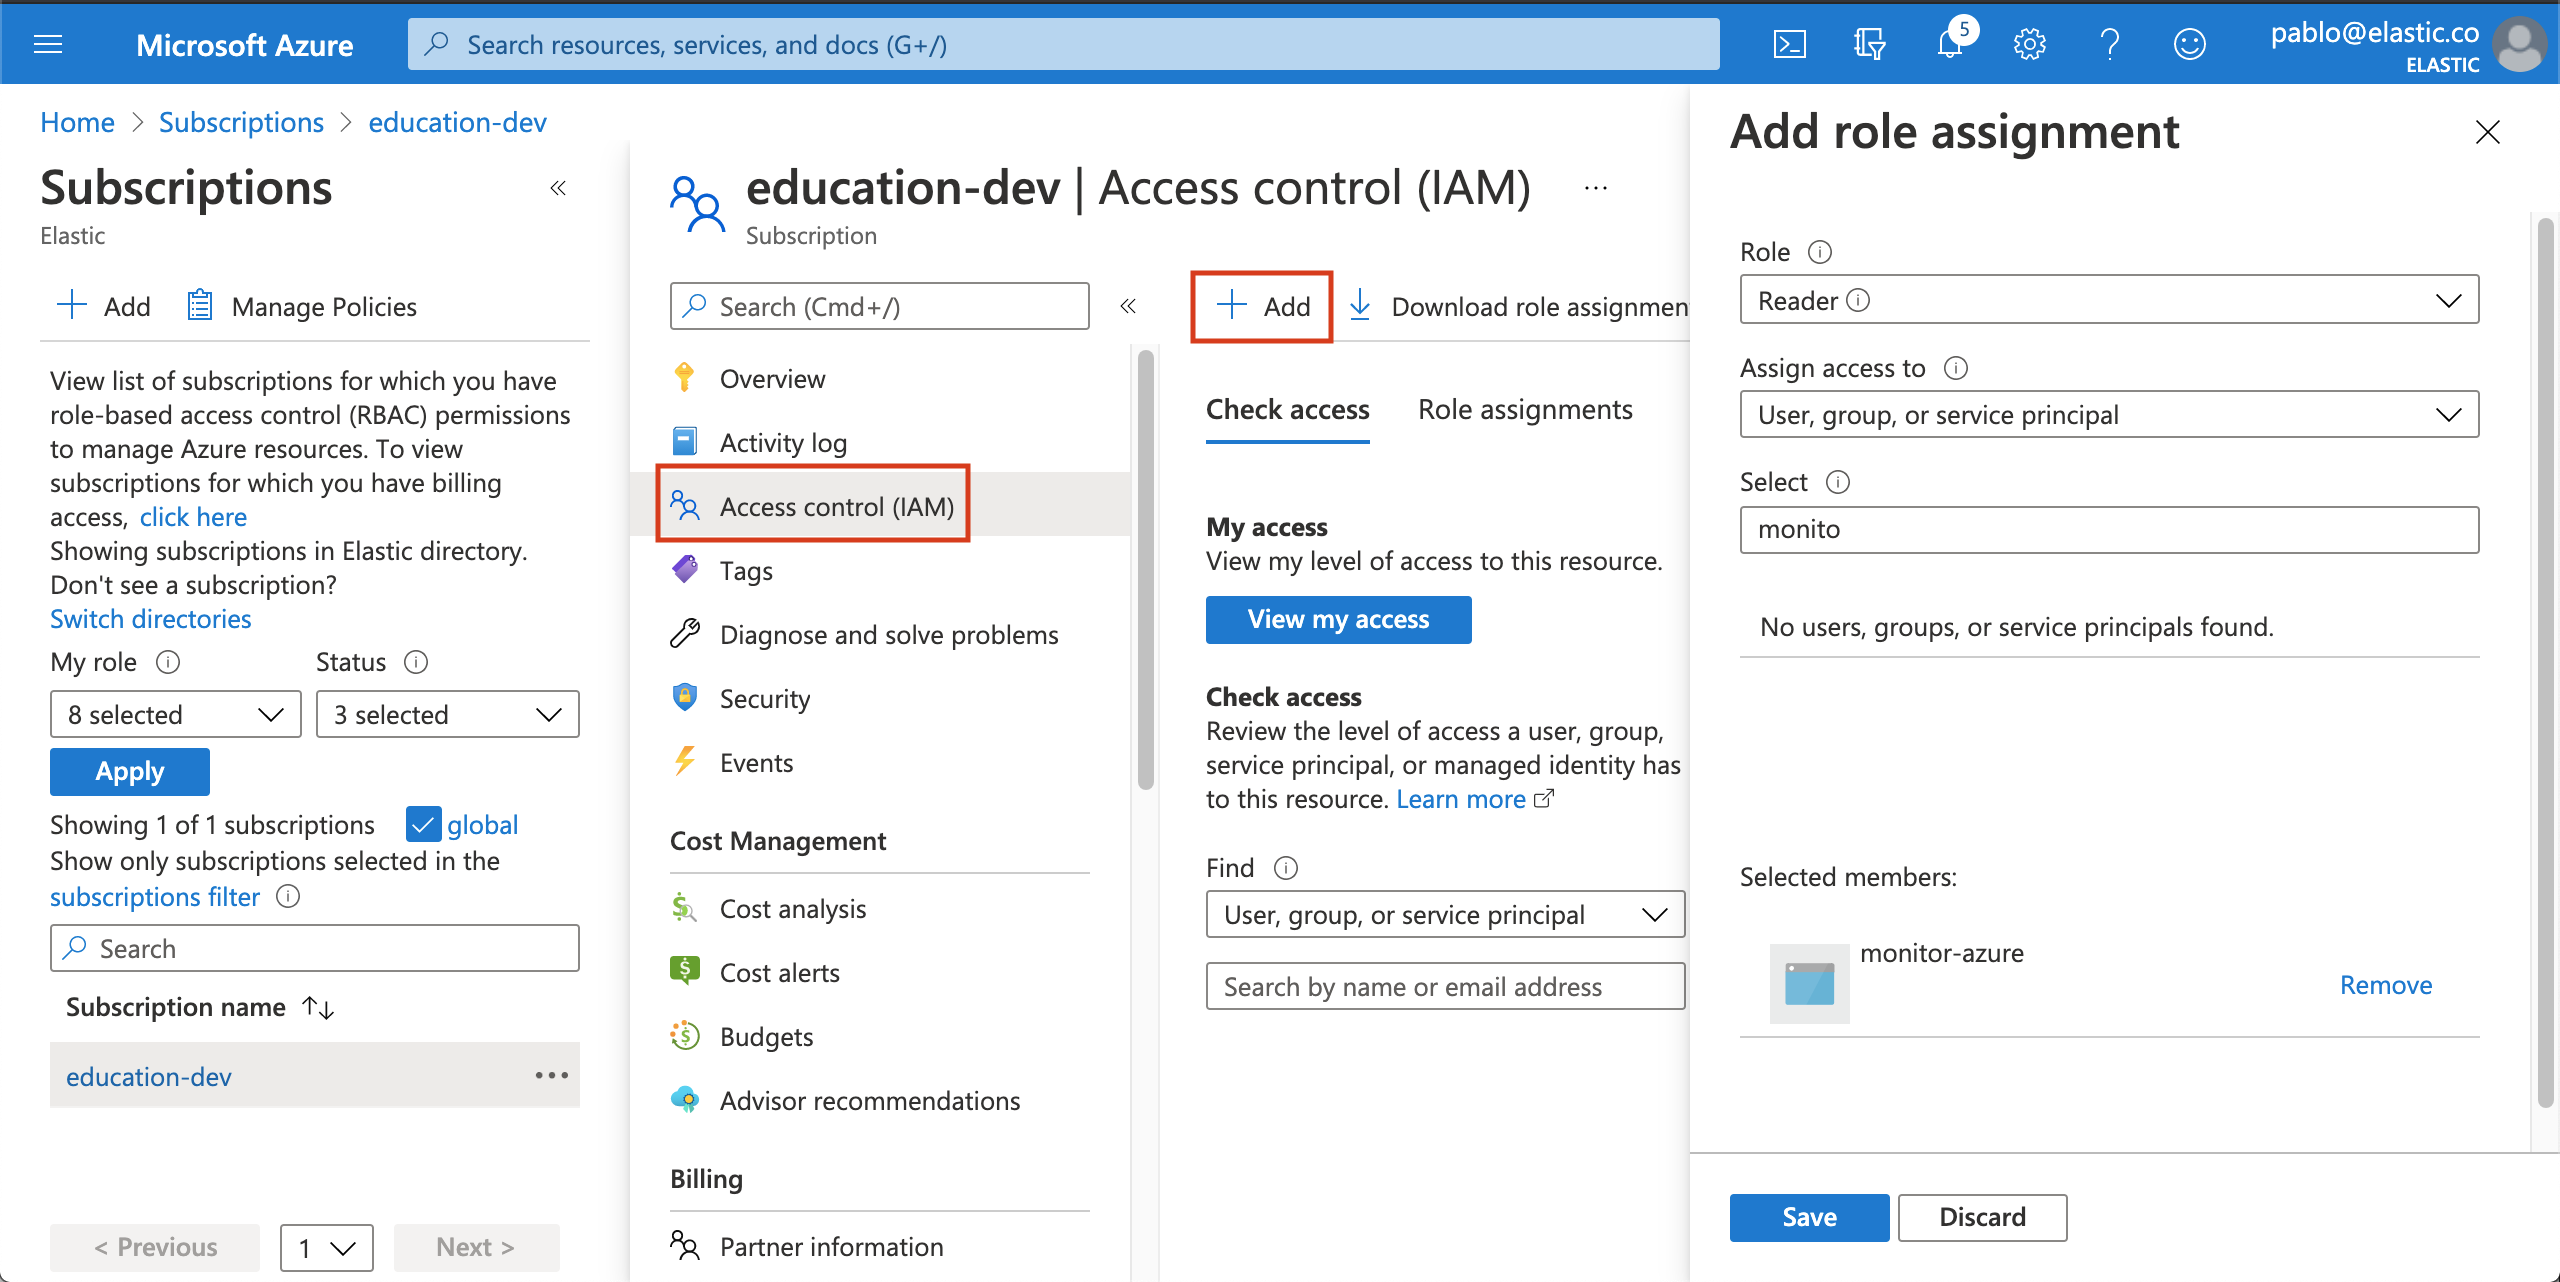 Microsoft Azure
Search resources, services, and docs (G+/)
5
pablo@elastic.co
ELASTIC
Home > Subscriptions > education-dev
Subscriptions
Elastic
«
+ Add
Manage Policies
View list of subscriptions for which you have
role-based access control (RBAC) permissions
to manage Azure resources. To view
subscriptions for which you have billing
access, click here
Showing subscriptions in Elastic directory.
Don't see a subscription?
Switch directories
My role
Status
8 selected
3 selected
Apply
Showing 1 of 1 subscriptions
global
Show only subscriptions selected in the
subscriptions filter
Search
Subscription name ↑↓
education-dev
...
< Previous
1
Next >
education-dev | Access control (IAM)
...
Subscription
Search (Cmd+/)
«
Overview
Activity log
Access control (IAM)
Tags
Diagnose and solve problems
Security
Events
Cost Management
Cost analysis
Cost alerts
Budgets
Advisor recommendations
Billing
Partner information
+ Add
Download role assignmen
Check access
Role assignments
My access
View my level of access to this resource.
View my access
Check access
Review the level of access a user, group,
service principal, or managed identity has
to this resource. Learn more
Find
User, group, or service principal
Search by name or email address
Add role assignment
Role
Reader
Assign access to
User, group, or service principal
Select
monito
No users, groups, or service principals found.
Selected members:
monitor-azure
Remove
Save
Discard